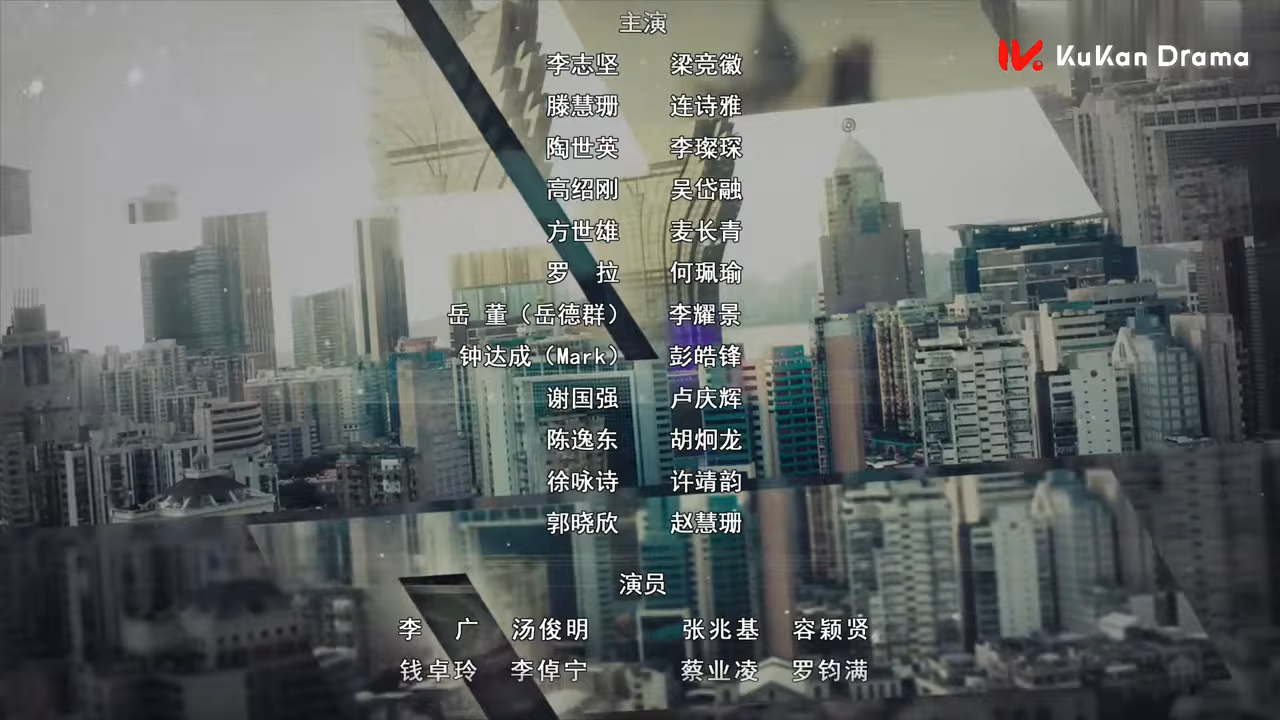 主演
KuKan Drama
李志坚 梁竞徽
滕慧珊 连诗雅
陶世英 李璨琛
高绍刚 吴岱融
方世雄 麦长青
罗 拉 何珮瑜
岳 董（岳德群） 李耀景
钟达成（Mark） 彭皓锋
谢国强 卢庆辉
陈逸东 胡炯龙
徐咏诗 许靖韵
郭晓欣 赵慧珊
演员
李 广 汤俊明 张兆基 容颖贤
钱卓玲 李倬宁 蔡业凌 罗钧满